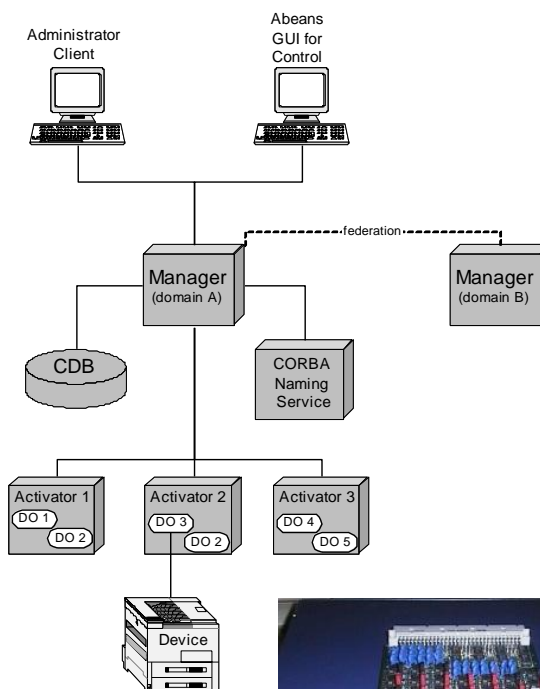 Administrator
Client
Abeans
GUI for
Control
federation
Manager
(domain A)
Manager
(domain B)
CDB
CORBA
Naming
Service
Activator 1
DO 1
DO 2
Activator 2
DO 3
DO 2
Activator 3
DO 4
DO 5
Device